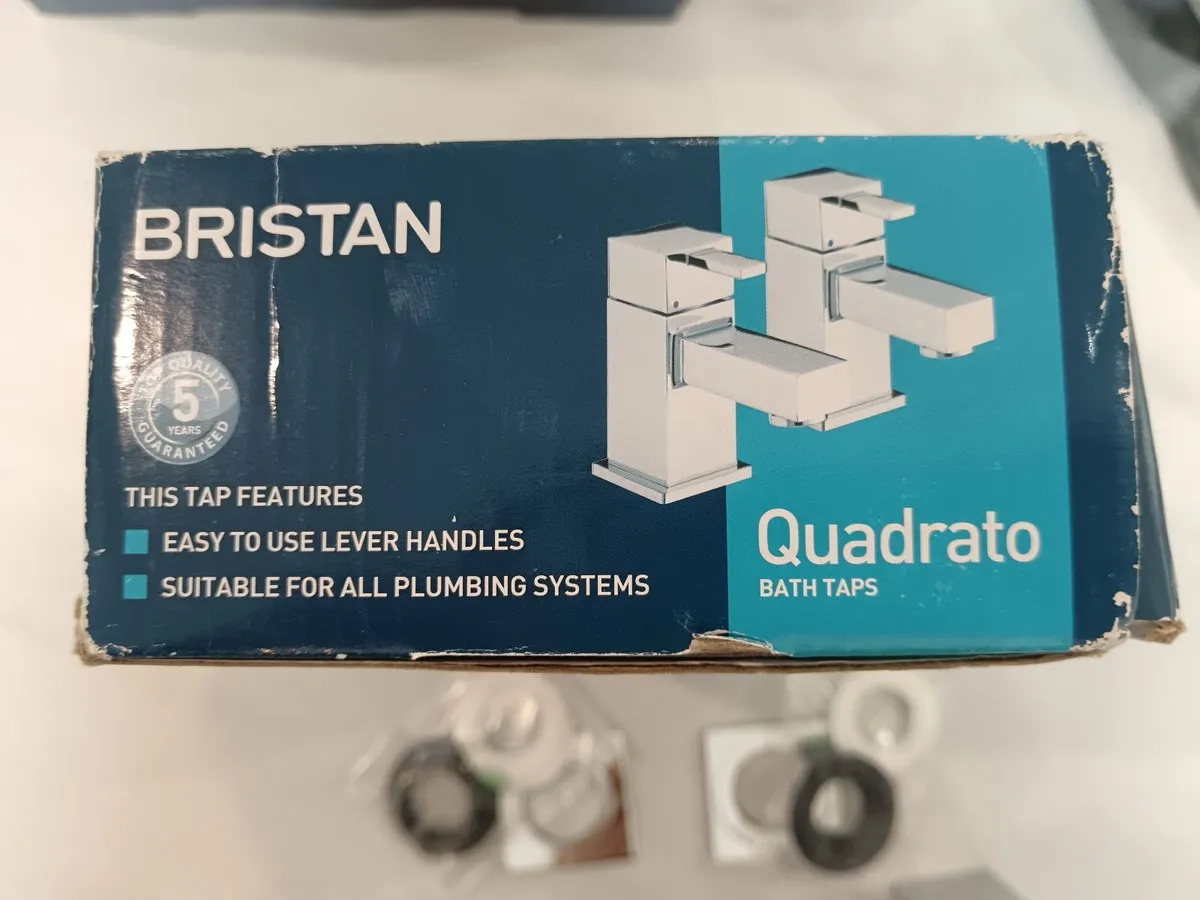 BRISTAN
TOP QUALITY
5
YEARS
GUARANTEED
THIS TAP FEATURES
EASY TO USE LEVER HANDLES
SUITABLE FOR ALL PLUMBING SYSTEMS
Quadrato
BATH TAPS